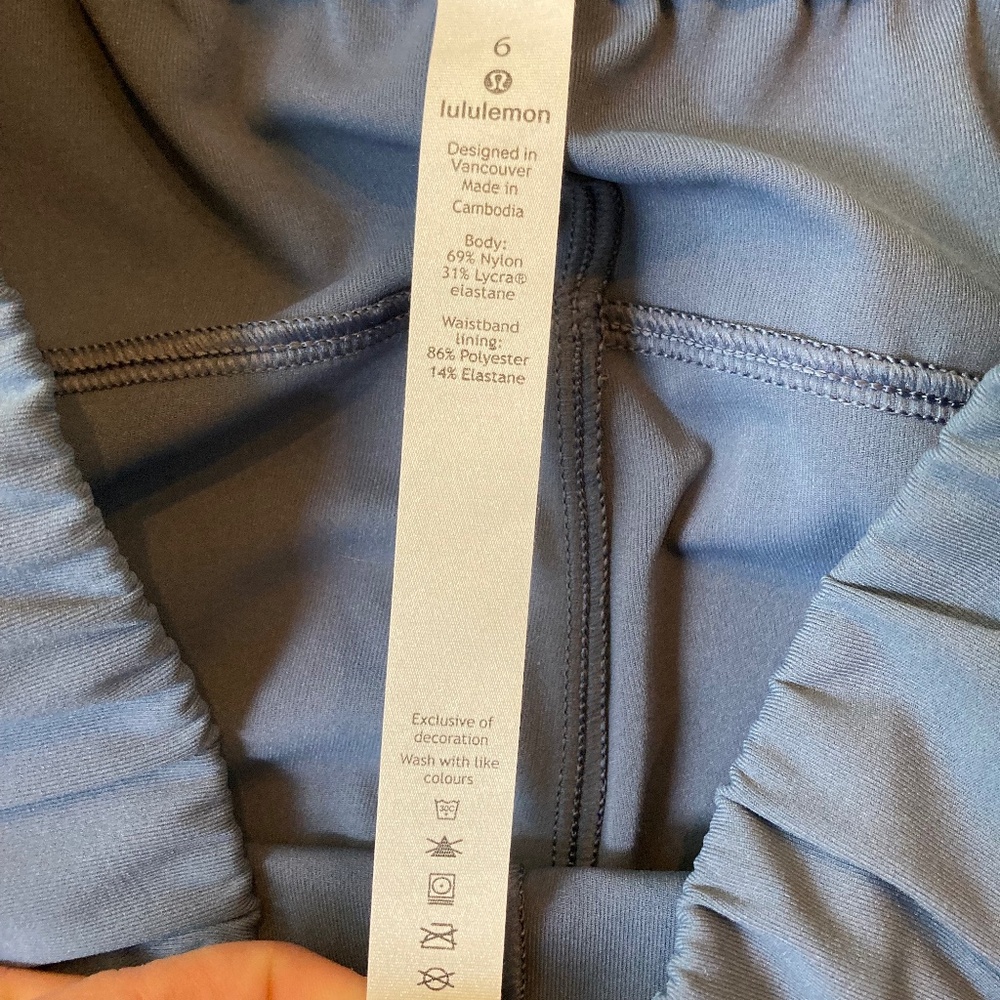 6
lululemon
Designed in
Vancouver
Made in
Cambodia
Body:
69% Nylon
31% Lycra®
elastane
Waistband
lining:
86% Polyester
14% Elastane
Exclusive of
decoration
Wash with like
colours
30C